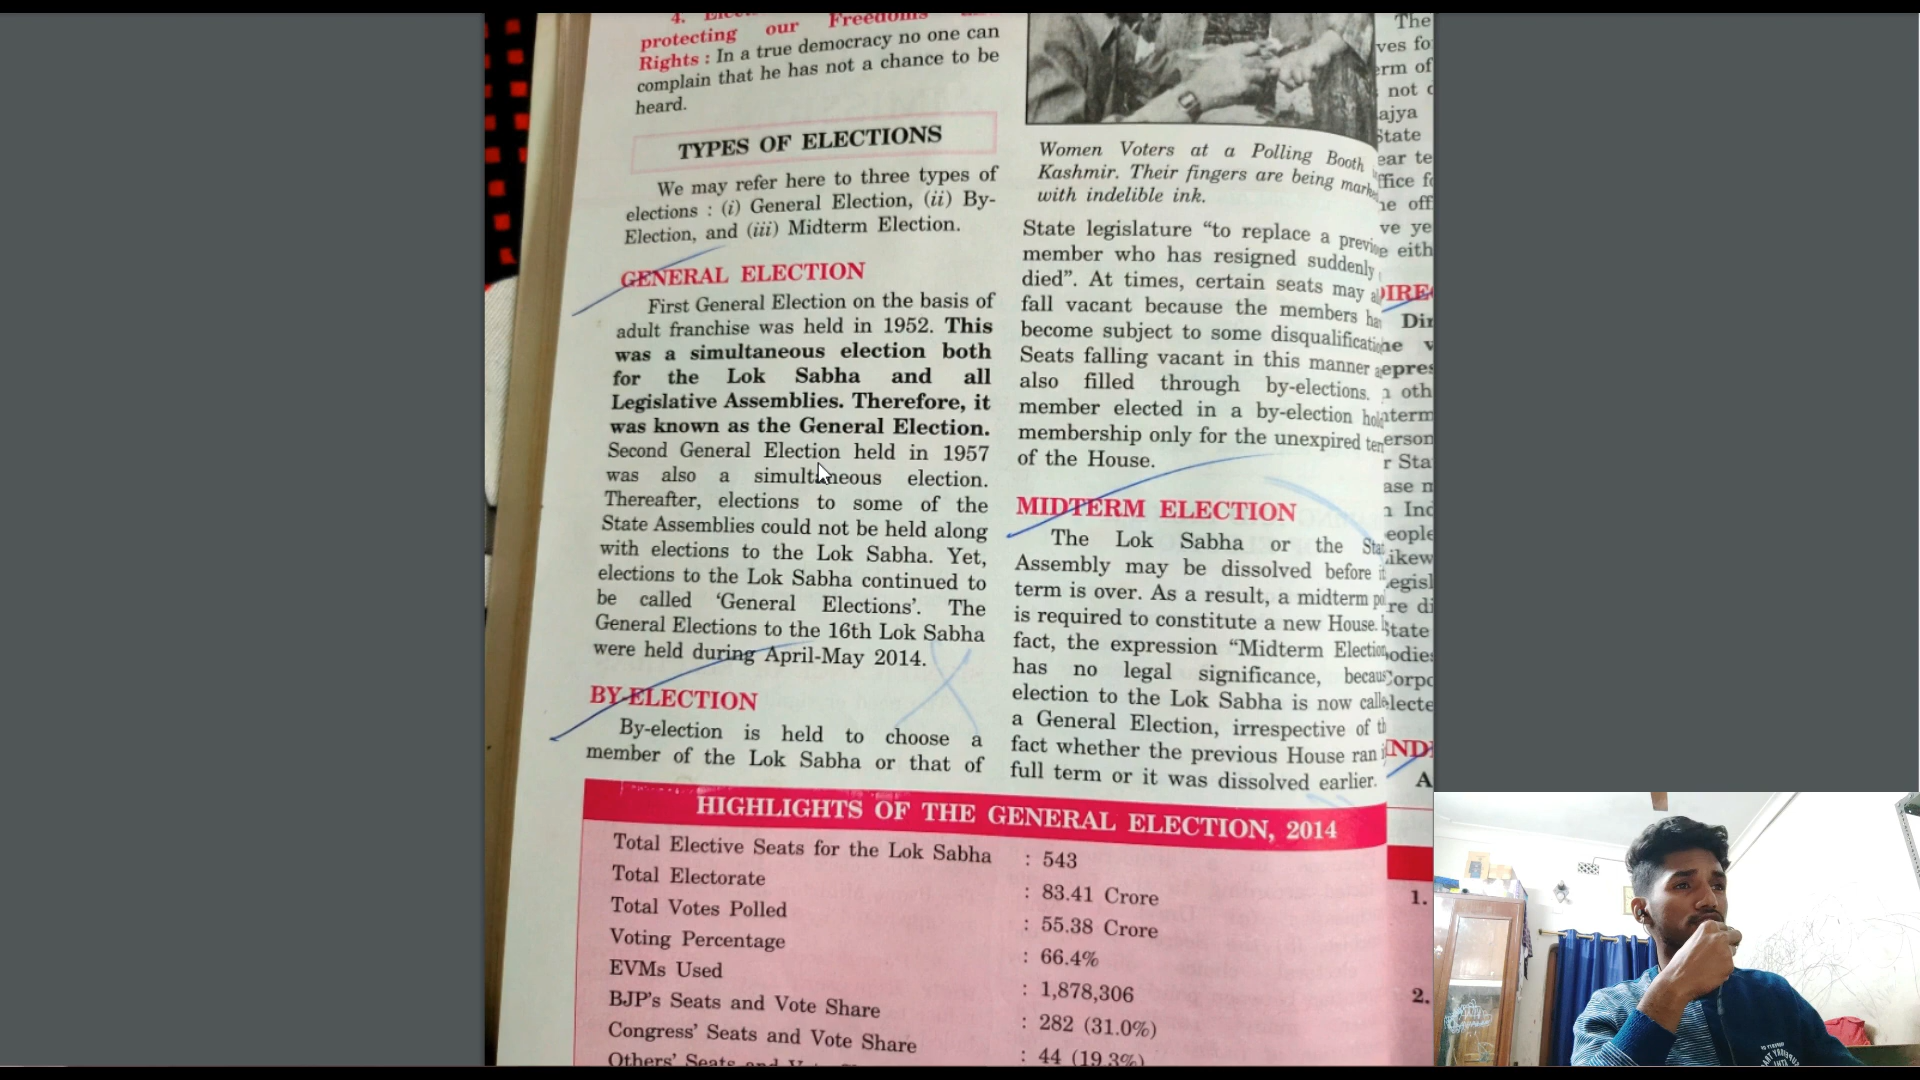 4.
protecting our Freedoms
Rights : In a true democracy no one can
complain that he has not a chance to be
heard.
TYPES OF ELECTIONS
We may refer here to three types of
elections : (i) General Election, (ii) By-
Election, and (iii) Midterm Election.
GENERAL ELECTION
First General Election on the basis of
adult franchise was held in 1952. This
was a simultaneous election both
for the Lok Sabha and all
Legislative Assemblies. Therefore, it
was known as the General Election.
Second General Election held in 1957
was also a simultaneous election.
Thereafter, elections to some of the
State Assemblies could not be held along
with elections to the Lok Sabha. Yet,
elections to the Lok Sabha continued to
be called ‘General Elections’. The
General Elections to the 16th Lok Sabha
were held during April-May 2014.
BY-ELECTION
By-election is held to choose a
member of the Lok Sabha or that of
Women Voters at a Polling Booth
Kashmir. Their fingers are being
with indelible ink.
State legislature “to replace a
member who has resigned suddenly
died”. At times, certain seats may
fall vacant because the members
become subject to some
Seats falling vacant in this manner
also filled through by-elections.
member elected in a by-election
membership only for the unexpired
of the House.
MIDTERM ELECTION
The Lok Sabha or the
Assembly may be dissolved before
term is over. As a result, a midterm
is required to constitute a new House.
fact, the expression “Midterm Election
has no legal significance,
election to the Lok Sabha is now
a General Election, irrespective of
fact whether the previous House ran
full term or it was dissolved earlier.
HIGHLIGHTS OF THE GENERAL ELECTION, 2014
Total Elective Seats for the Lok Sabha : 543
Total Electorate : 83.41 Crore
Total Votes Polled : 55.38 Crore
Voting Percentage : 66.4%
EVMs Used : 1,878,306
BJP's Seats and Vote Share : 282 (31.0%)
Congress' Seats and Vote Share : 44 (19.3%)
Others' Seats and
The
not
State
State
1.
2.